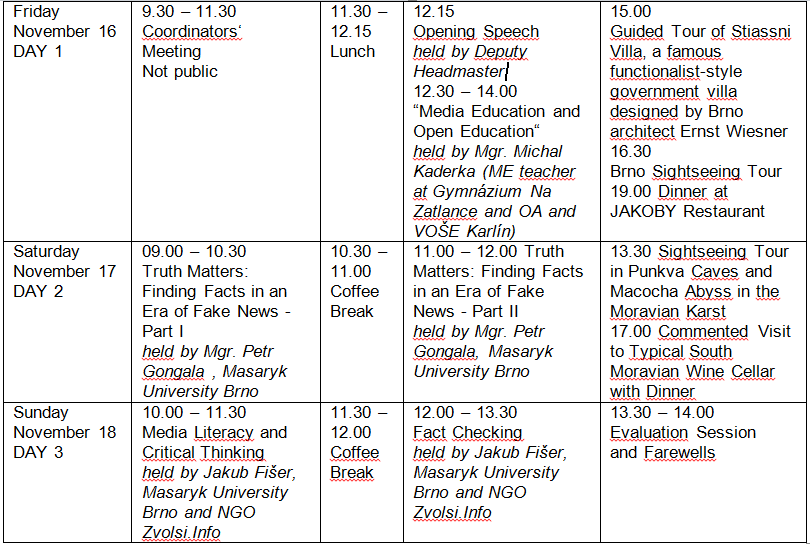 Friday
November 16
DAY 1
9.30 – 11.30
Coordinators‘
Meeting
Not public
11.30 –
12.15
Lunch
12.15
Opening Speech
held by Deputy
Headmaster
12.30 – 14.00
“Media Education and
Open Education“
held by Mgr. Michal
Kaderka (ME teacher
at Gymnázium Na
Zatlance and OA and
VOŠE Karlín)
15.00
Guided Tour of Stiassni
Villa, a famous
functionalist-style
government villa
designed by Brno
architect Ernst Wiesner
16.30
Brno Sightseeing Tour
19.00 Dinner at
JAKOBY Restaurant
Saturday
November 17
DAY 2
09.00 – 10.30
Truth Matters:
Finding Facts in an
Era of Fake News -
Part I
held by Mgr. Petr
Gongala , Masaryk
University Brno
10.30 –
11.00
Coffee
Break
11.00 – 12.00 Truth
Matters: Finding Facts
in an Era of Fake
News - Part II
held by Mgr. Petr
Gongala, Masaryk
University Brno
13.30 Sightseeing Tour
in Punkva Caves and
Macocha Abyss in the
Moravian Karst
17.00 Commented Visit
to Typical South
Moravian Wine Cellar
with Dinner
Sunday
November 18
DAY 3
10.00 – 11.30
Media Literacy and
Critical Thinking
held by Jakub Fišer,
Masaryk University
Brno and NGO
Zvolsi.Info
11.30 –
12.00
Coffee
Break
12.00 – 13.30
Fact Checking
held by Jakub Fišer,
Masaryk University
Brno and NGO
Zvolsi.Info
13.30 – 14.00
Evaluation Session
and Farewells